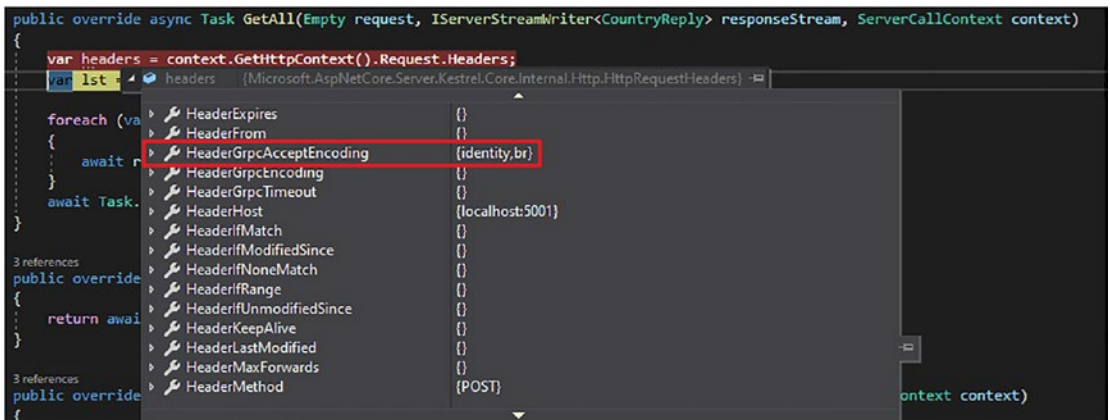 public override async Task GetAll(Empty request, IServerStreamWriter<CountryReply> responseStream, ServerCallContext context)
{
var headers = context.GetHttpContext().Request.Headers;
var lst = headers {Microsoft.AspNetCore.Server.Kestrel.Core.Internal.Http.HttpRequestHeaders}
HeaderExpires {}
foreach (va HeaderFrom {}
{
HeaderGrpcAcceptEncoding {identity,br}
await r
HeaderGrpcEncoding {}
}
HeaderGrpcTimeout {}
await Task. HeaderHost {localhost:5001}
} HeaderIfMatch {}
HeaderIfModifiedSince {}
3 references
HeaderIfNoneMatch {}
public override HeaderIfRange {}
{ HeaderIfUnmodifiedSince {}
return awai HeaderKeepAlive {}
} HeaderLastModified {}
HeaderMaxForwards {}
3 references
HeaderMethod {POST}
public override ontext context)
{